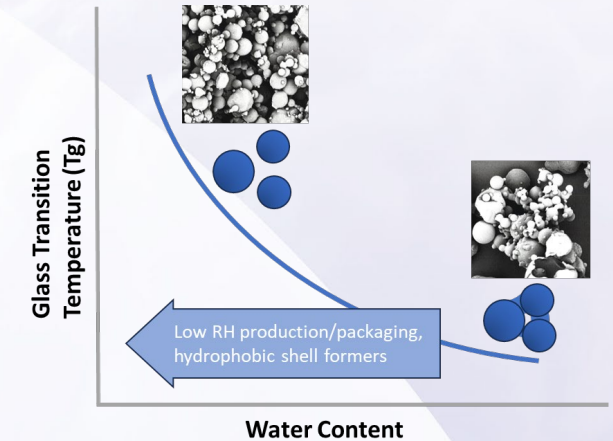 Glass Transition
Temperature (Tg)
Low RH production/packaging,
hydrophobic shell formers
Water Content